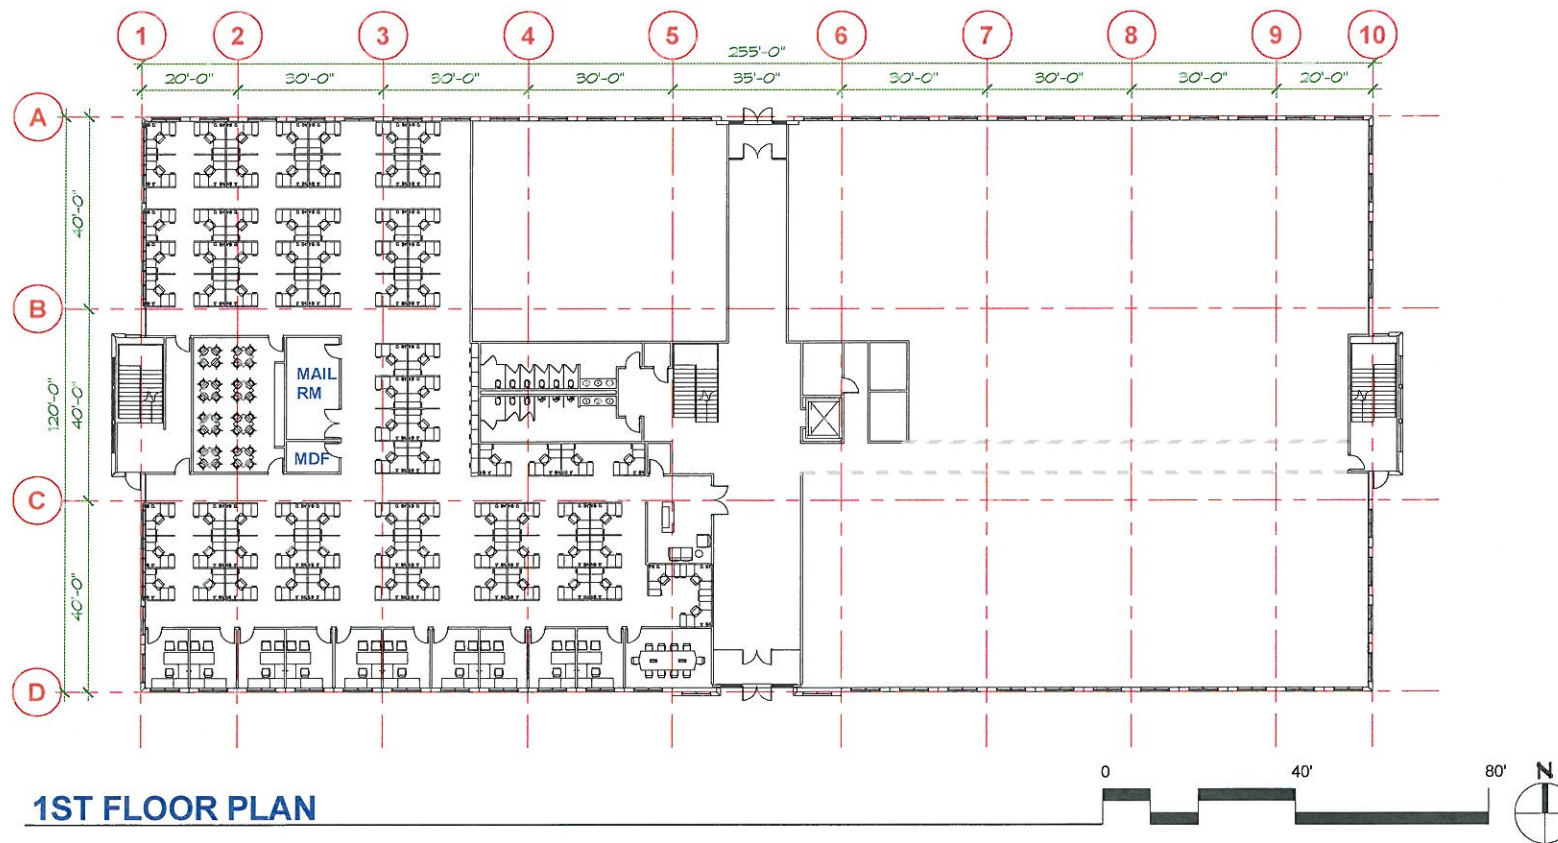 1 2 3 4 5 6 7 8 9 10
255'-0"
20'-0" 30'-0" 30'-0" 30'-0" 35'-0" 30'-0" 30'-0" 30'-0" 20'-0"
A
40'-0"
B
120'-0"
40'-0"
MAIL
RM
MDF
C
40'-0"
D
0 40' 80'
N
1ST FLOOR PLAN